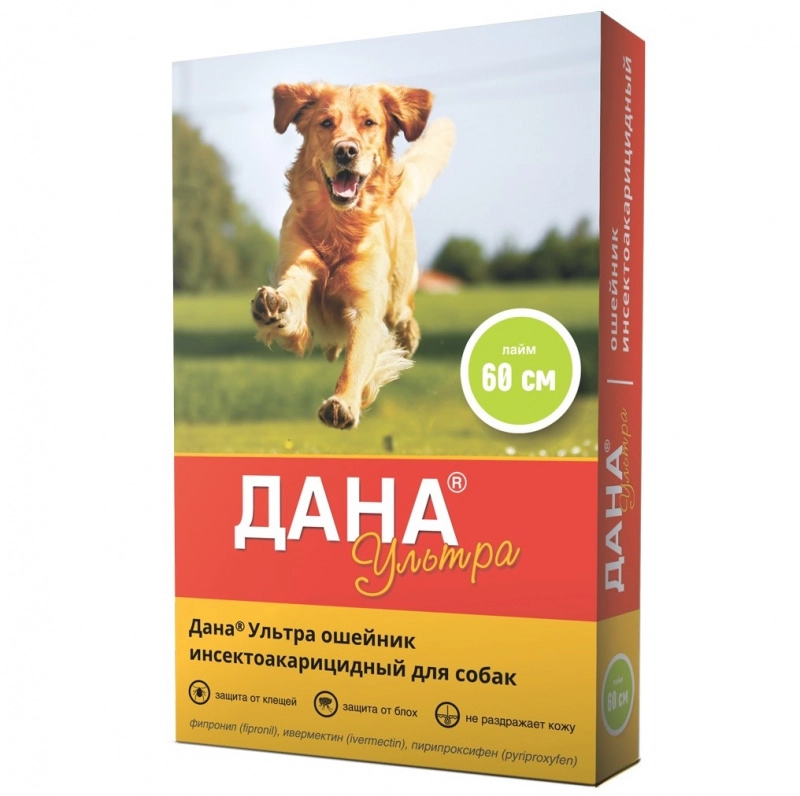 лайм
60 см
ДАНА®
Ультра
Дана® Ультра ошейник
инсектоакарицидный для собак
защита от клещей
защита от блох
не раздражает кожу
фипронил (fipronil), ивермектин (ivermectin), пирипроксифен (pyriproxyfen)
ДАНА®
Ультра
ошейник
инсектоакарицидный
лайм
60 см